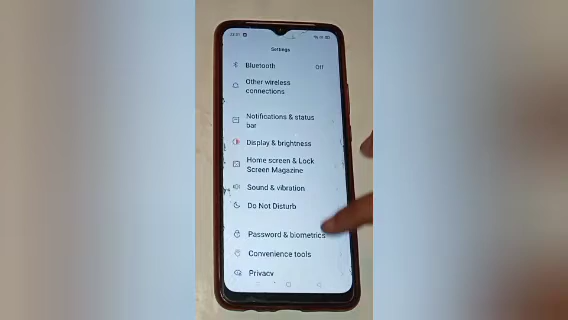 Settings
Bluetooth Off
Other wireless
connections
Notifications & status
bar
Display & brightness
Home screen & Lock
Screen Magazine
Sound & vibration
Do Not Disturb
Password & biometrics
Convenience tools
Privacy